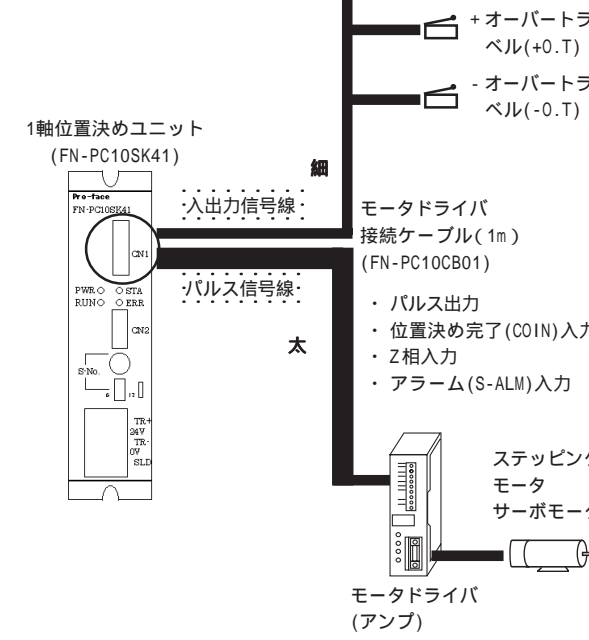 +オーバートラ
ベル(+O.T)
-オーバートラ
ベル(-O.T)
1軸位置決めユニット
(FN-PC10SK41)
細
Pro-face
FN-PC10SK41
入出力信号線
モータドライバ
接続ケーブル(1m)
(FN-PC10CB01)
CN1
パルス信号線
PWR STA
RUN ERR
・ パルス出力
・ 位置決め完了(COIN)入力
・ Z相入力
・ アラーム(S-ALM)入力
太
CN2
S-No.
TR+
24V
TR-
0V
SLD
ステッピング
モータ
サーボモータ
モータドライバ
(アンプ)